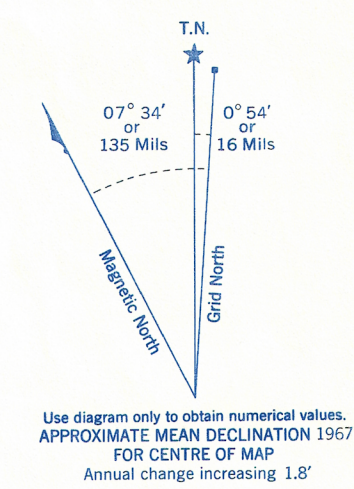 T.N.
07° 34′
or
135 Mils
0° 54′
or
16 Mils
Magnetic North
Grid North
Use diagram only to obtain numerical values.
APPROXIMATE MEAN DECLINATION 1967
FOR CENTRE OF MAP
Annual change increasing 1.8′